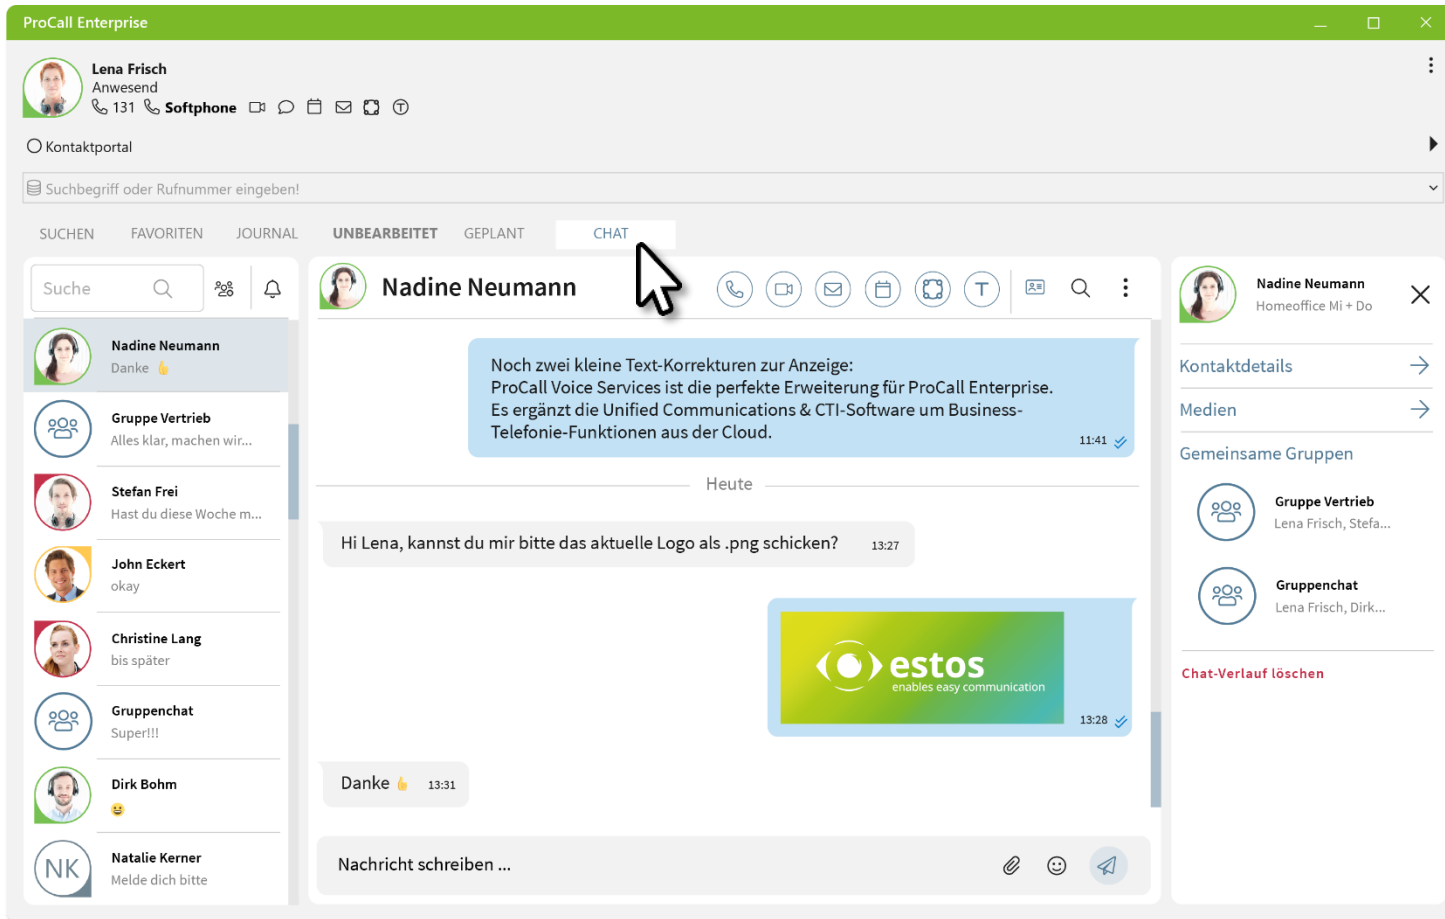 ProCall Enterprise
Lena Frisch
Anwesend
131 Softphone
Kontaktportal
Suchbegriff oder Rufnummer eingeben!
SUCHEN FAVORITEN JOURNAL UNBEARBEITET GEPLANT CHAT
Suche
Nadine Neumann
Danke
Gruppe Vertrieb
Alles klar, machen wir...
Stefan Frei
Hast du diese Woche m...
John Eckert
okay
Christine Lang
bis später
Gruppenchat
Super!!!
Dirk Bohm
NK
Natalie Kerner
Melde dich bitte
Nadine Neumann
T
Noch zwei kleine Text-Korrekturen zur Anzeige:
ProCall Voice Services ist die perfekte Erweiterung für ProCall Enterprise.
Es ergänzt die Unified Communications & CTI-Software um Business-
Telefonie-Funktionen aus der Cloud.
11:41
Heute
Hi Lena, kannst du mir bitte das aktuelle Logo als .png schicken? 13:27
estos
enables easy communication
13:28
Danke 13:31
Nachricht schreiben ...
Nadine Neumann
Homeoffice Mi + Do
Kontaktdetails
Medien
Gemeinsame Gruppen
Gruppe Vertrieb
Lena Frisch, Stefa...
Gruppenchat
Lena Frisch, Dirk...
Chat-Verlauf löschen